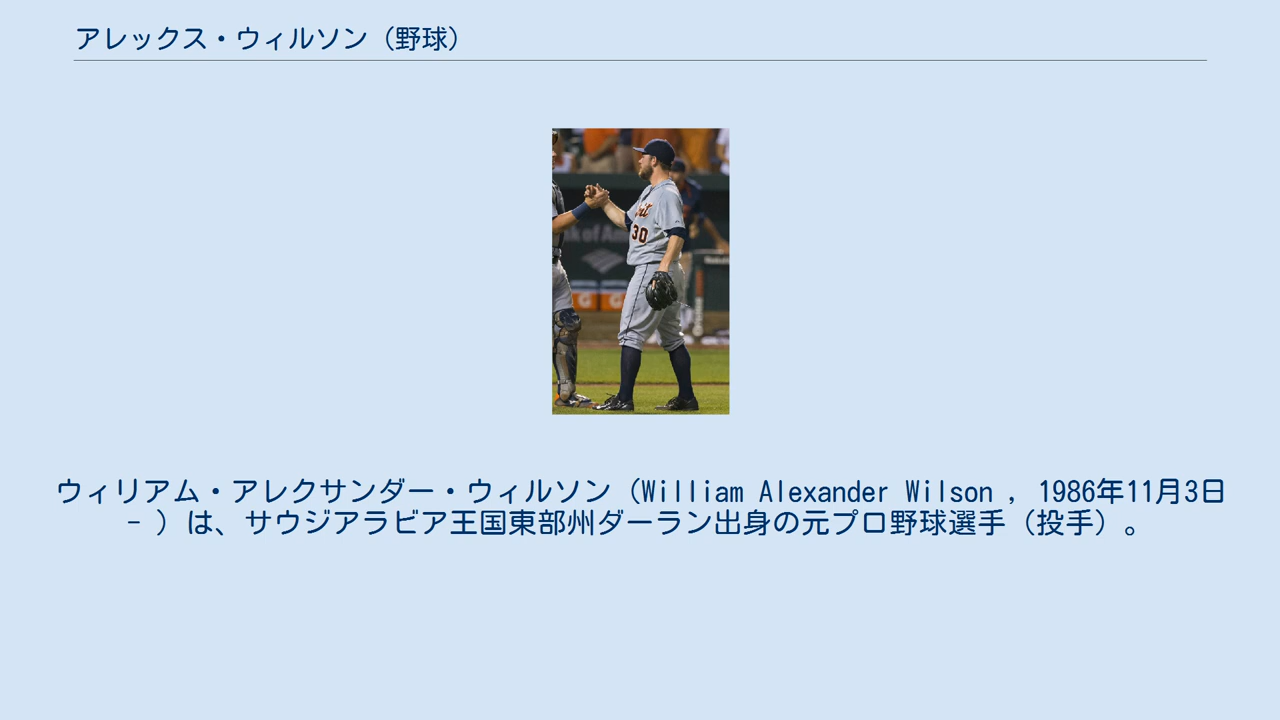 アレックス・ウィルソン（野球）
30
ウィリアム・アレクサンダー・ウィルソン（William Alexander Wilson , 1986年11月3日
- ）は、サウジアラビア王国東部州ダーラン出身の元プロ野球選手（投手）。